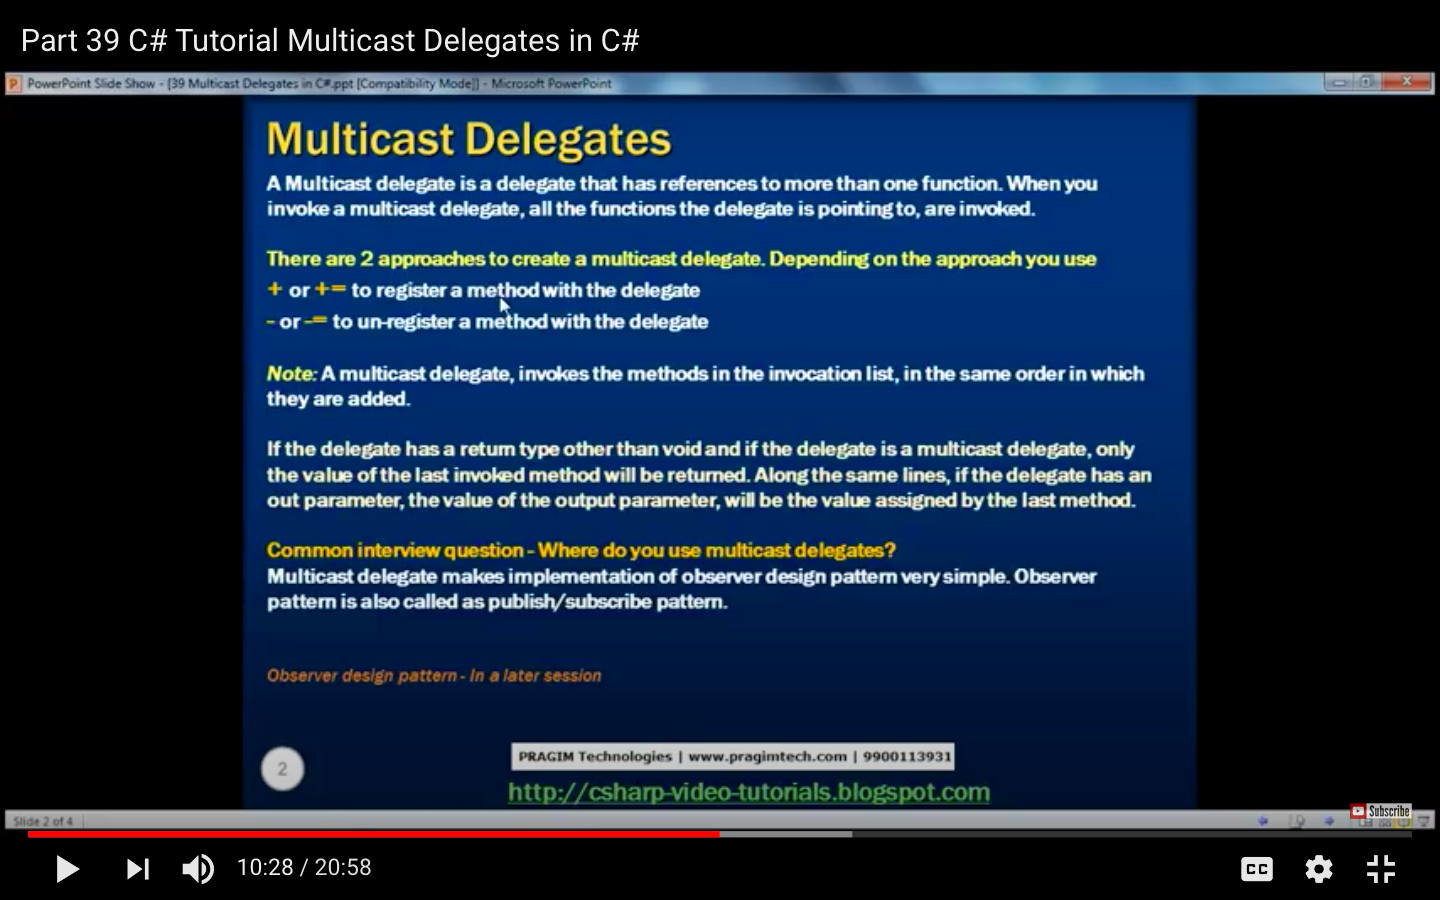 Part 39 C# Tutorial Multicast Delegates in C#
PowerPoint Slide Show - [39 Multicast Delegates in C#.ppt [Compatibility Mode]] - Microsoft PowerPoint
Multicast Delegates
A Multicast delegate is a delegate that has references to more than one function. When you
invoke a multicast delegate, all the functions the delegate is pointing to, are invoked.
There are 2 approaches to create a multicast delegate. Depending on the approach you use
+ or += to register a method with the delegate
- or -= to un-register a method with the delegate
Note: A multicast delegate, invokes the methods in the invocation list, in the same order in which
they are added.
If the delegate has a return type other than void and if the delegate is a multicast delegate, only
the value of the last invoked method will be returned. Along the same lines, if the delegate has an
out parameter, the value of the output parameter, will be the value assigned by the last method.
Common interview question - Where do you use multicast delegates?
Multicast delegate makes implementation of observer design pattern very simple. Observer
pattern is also called as publish/subscribe pattern.
Observer design pattern - In a later session
2
PRAGIM Technologies | www.pragimtech.com | 9900113931
http://csharp-video-tutorials.blogspot.com
Slide 2 of 4
Subscribe
10:28 / 20:58
CC